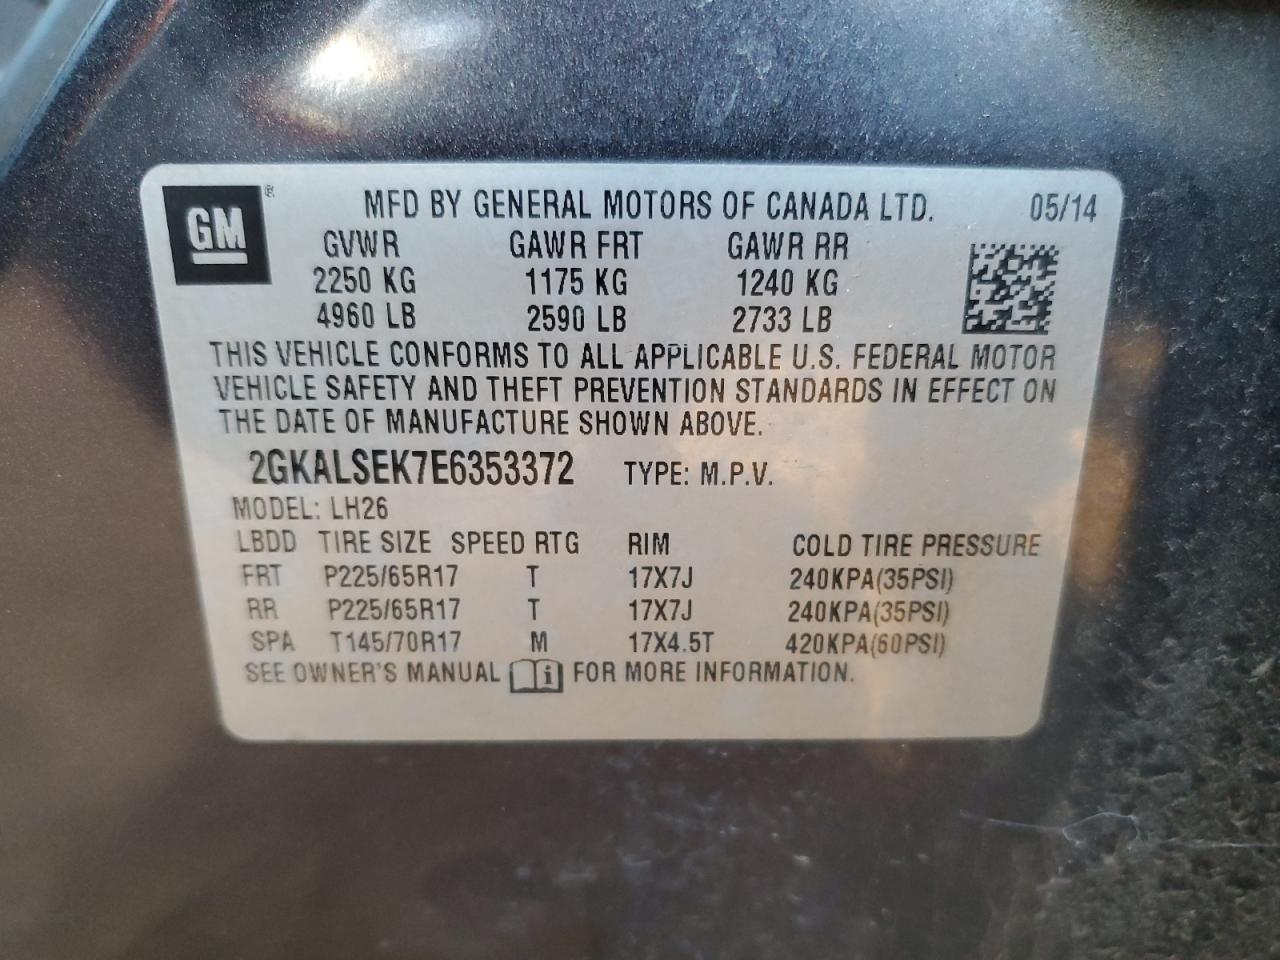 GM ®
MFD BY GENERAL MOTORS OF CANADA LTD. 05/14
GVWR GAWR FRT GAWR RR
2250 KG 1175 KG 1240 KG
4960 LB 2590 LB 2733 LB
THIS VEHICLE CONFORMS TO ALL APPLICABLE U.S. FEDERAL MOTOR
VEHICLE SAFETY AND THEFT PREVENTION STANDARDS IN EFFECT ON
THE DATE OF MANUFACTURE SHOWN ABOVE.
2GKALSEK7E6353372 TYPE: M.P.V.
MODEL: LH26
LBDD TIRE SIZE SPEED RTG RIM COLD TIRE PRESSURE
FRT P225/65R17 T 17X7J 240KPA(35PSI)
RR P225/65R17 T 17X7J 240KPA(35PSI)
SPA T145/70R17 M 17X4.5T 420KPA(60PSI)
SEE OWNER'S MANUAL i FOR MORE INFORMATION.